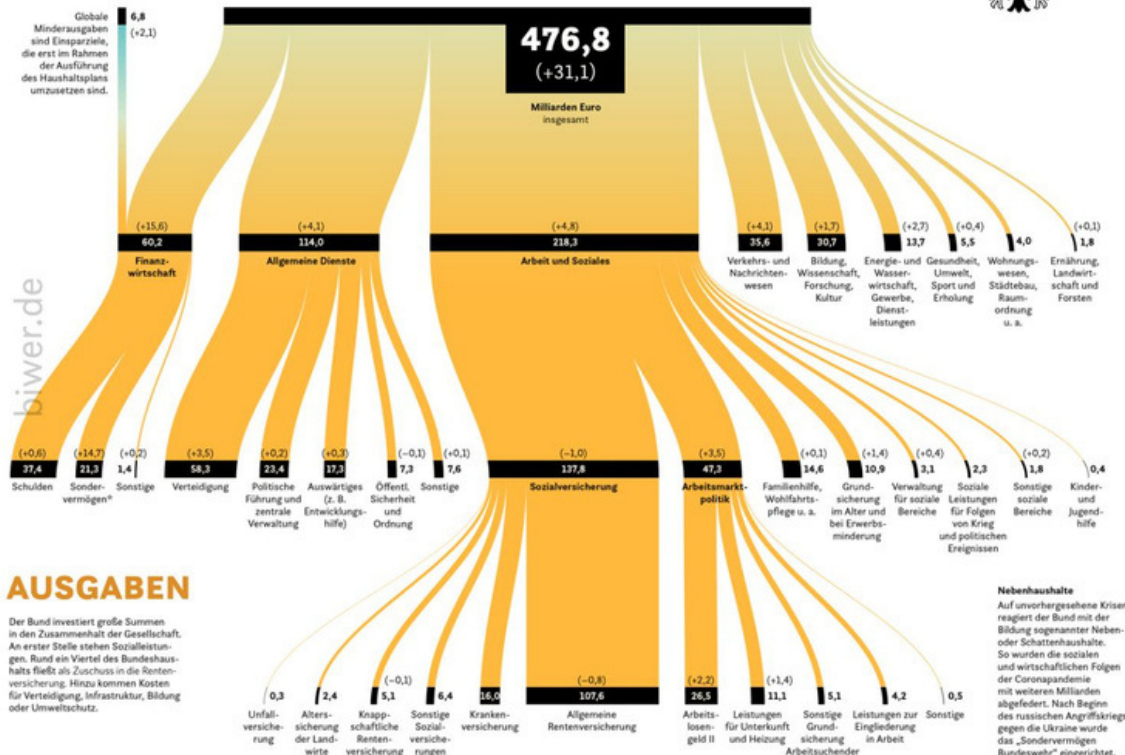 Globale
Minderausgaben
sind Einsparziele,
die erst im Rahmen
der Ausführung
des Haushaltsplans
umzusetzen sind.
6,8
(+2,1)
476,8
(+31,1)
Milliarden Euro
insgesamt
(+15,6)
60,2
Finanz-
wirtschaft
(+4,1)
114,0
Allgemeine Dienste
(+4,8)
218,3
Arbeit und Soziales
(+4,1)
35,6
Verkehrs- und
Nachrichten-
wesen
(+1,7)
30,7
Bildung,
Wissenschaft,
Forschung,
Kultur
(+2,7)
13,7
Energie- und
Wasser-
wirtschaft,
Gewerbe,
Dienst-
leistungen
(+0,4)
5,5
Gesundheit,
Umwelt,
Sport und
Erholung
4,0
Wohnungs-
wesen,
Städtebau,
Raum-
ordnung
u. a.
(+0,1)
1,8
Ernährung,
Landwirt-
schaft und
Forsten
biwer.de
(+0,6)
37,4
Schulden
(+14,7)
21,3
Sonder-
vermögen*
(+0,2)
1,4
Sonstige
(+3,5)
58,3
Verteidigung
(+0,2)
23,4
Politische
Führung und
zentrale
Verwaltung
(+0,3)
17,3
Auswärtiges
(z. B.
Entwicklungs-
hilfe)
(−0,1)
7,3
Öffentl.
Sicherheit
und
Ordnung
(+0,1)
7,6
Sonstige
(−1,0)
137,8
Sozialversicherung
(+3,5)
47,3
Arbeitsmarkt-
politik
(+0,1)
14,6
Familienhilfe,
Wohlfahrts-
pflege u. a.
(+1,4)
10,9
Grund-
sicherung
im Alter und
bei Erwerbs-
minderung
(+0,4)
3,1
Verwaltung
für soziale
Bereiche
2,3
Soziale
Leistungen
für Folgen
von Krieg
und politischen
Ereignissen
(+0,2)
1,8
Sonstige
soziale
Bereiche
0,4
Kinder-
und
Jugend-
hilfe
AUSGABEN
Der Bund investiert große Summen
in den Zusammenhalt der Gesellschaft.
An erster Stelle stehen Sozialleistun-
gen. Rund ein Viertel des Bundeshaus-
halts fließt als Zuschuss in die Renten-
versicherung. Hinzu kommen Kosten
für Verteidigung, Infrastruktur, Bildung
oder Umweltschutz.
0,3
Unfall-
versiche-
rung
2,4
Alters-
sicherung
der Land-
wirte
(−0,1)
5,1
Knapp-
schaftliche
Renten-
versicherung
6,4
Sonstige
Sozial-
versiche-
rungen
16,0
Kranken-
versicherung
(−0,8)
107,6
Allgemeine
Rentenversicherung
(+2,2)
26,5
Arbeits-
losen-
geld II
(+1,4)
11,1
Leistungen
für Unterkunft
und Heizung
5,1
Sonstige
Grund-
sicherung
Arbeitsuchender
4,2
Leistungen zur
Eingliederung
in Arbeit
0,5
Sonstige
Nebenhaushalte
Auf unvorhergesehene Krisen
reagiert der Bund mit der
Bildung sogenannter Neben-
oder Schattenhaushalte.
So wurden die sozialen
und wirtschaftlichen Folgen
der Coronapandemie
mit weiteren Milliarden
abgefedert. Nach Beginn
des russischen Angriffskriegs
gegen die Ukraine wurde
das „Sondervermögen
Bundeswehr" eingerichtet.